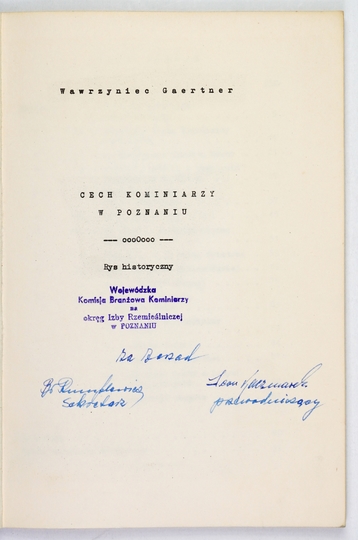 Wawrzyniec Gaertner
CECH KOMINIARZY
W POZNANIU
--- ooo0ooo ---
Rys historyczny
Wojewódzka
Komisja Branżowa Kominiarzy
na
okręg Izby Rzemieślniczej
w POZNANIU
za Zarząd
Sekretarz
przewodniczący